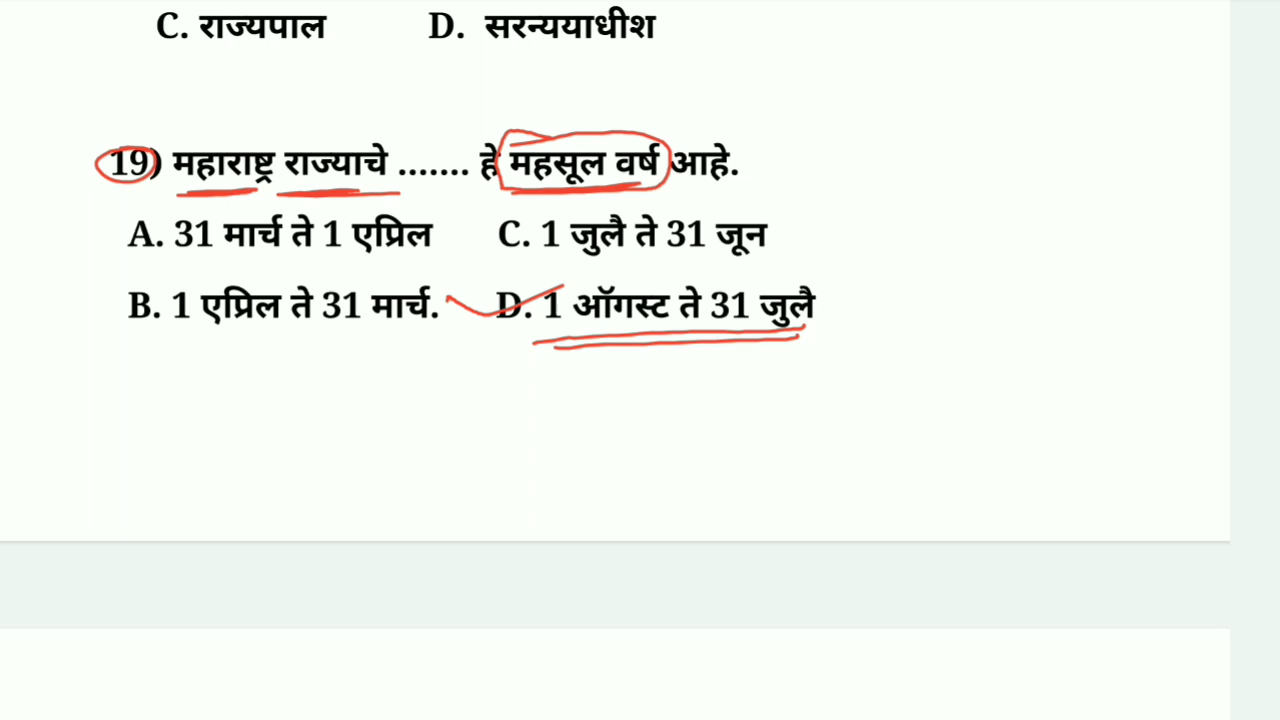 C. राज्यपाल D. सरन्ययाधीश
19) महाराष्ट्र राज्याचे ....... हे महसूल वर्ष आहे.
A. 31 मार्च ते 1 एप्रिल C. 1 जुलै ते 31 जून
B. 1 एप्रिल ते 31 मार्च. D. 1 ऑगस्ट ते 31 जुलै